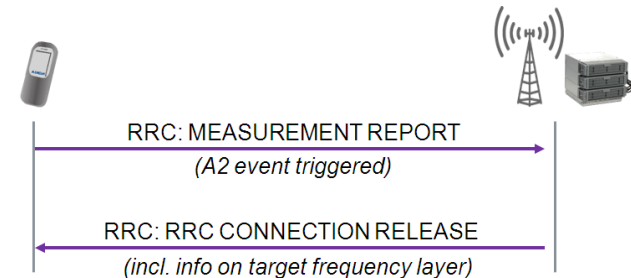 RRC: MEASUREMENT REPORT
(A2 event triggered)
RRC: RRC CONNECTION RELEASE
(incl. info on target frequency layer)